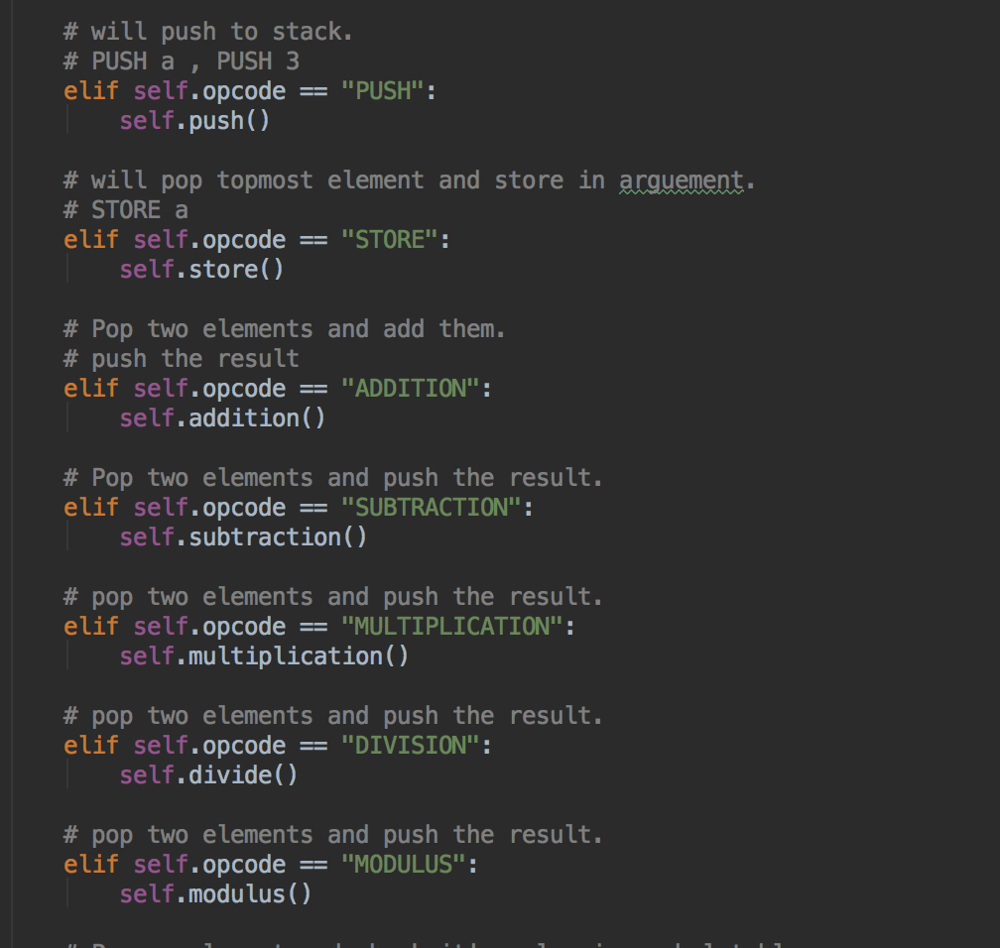 # will push to stack.
# PUSH a , PUSH 3
elif self.opcode == "PUSH":
self.push()
# will pop topmost element and store in arguement.
# STORE a
elif self.opcode == "STORE":
self.store()
# Pop two elements and add them.
# push the result
elif self.opcode == "ADDITION":
self.addition()
# Pop two elements and push the result.
elif self.opcode == "SUBTRACTION":
self.subtraction()
# pop two elements and push the result.
elif self.opcode == "MULTIPLICATION":
self.multiplication()
# pop two elements and push the result.
elif self.opcode == "DIVISION":
self.divide()
# pop two elements and push the result.
elif self.opcode == "MODULUS":
self.modulus()